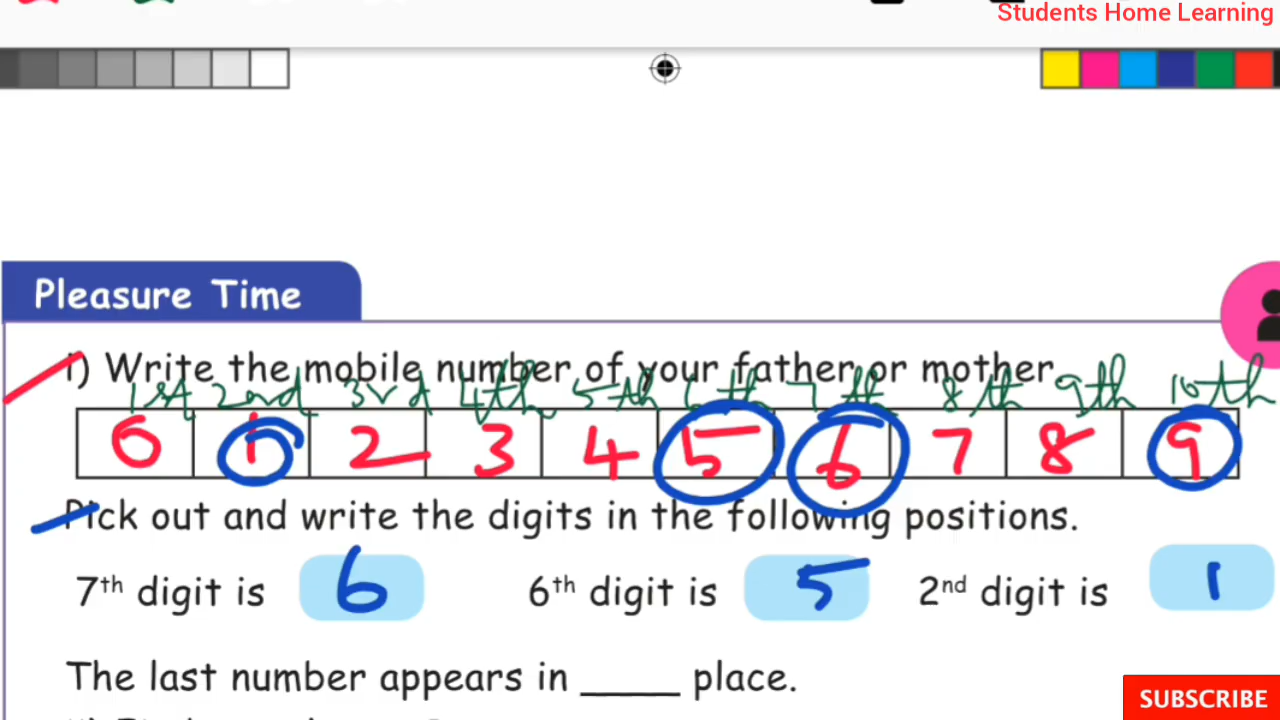 Students Home Learning
Pleasure Time
i) Write the mobile number of your father or mother
1st 2nd 3rd 4th 5th 6th 7th 8th 9th 10th
0 1 2 3 4 5 6 7 8 9
Pick out and write the digits in the following positions.
7th digit is 6 6th digit is 5 2nd digit is 1
The last number appears in ____ place.
SUBSCRIBE